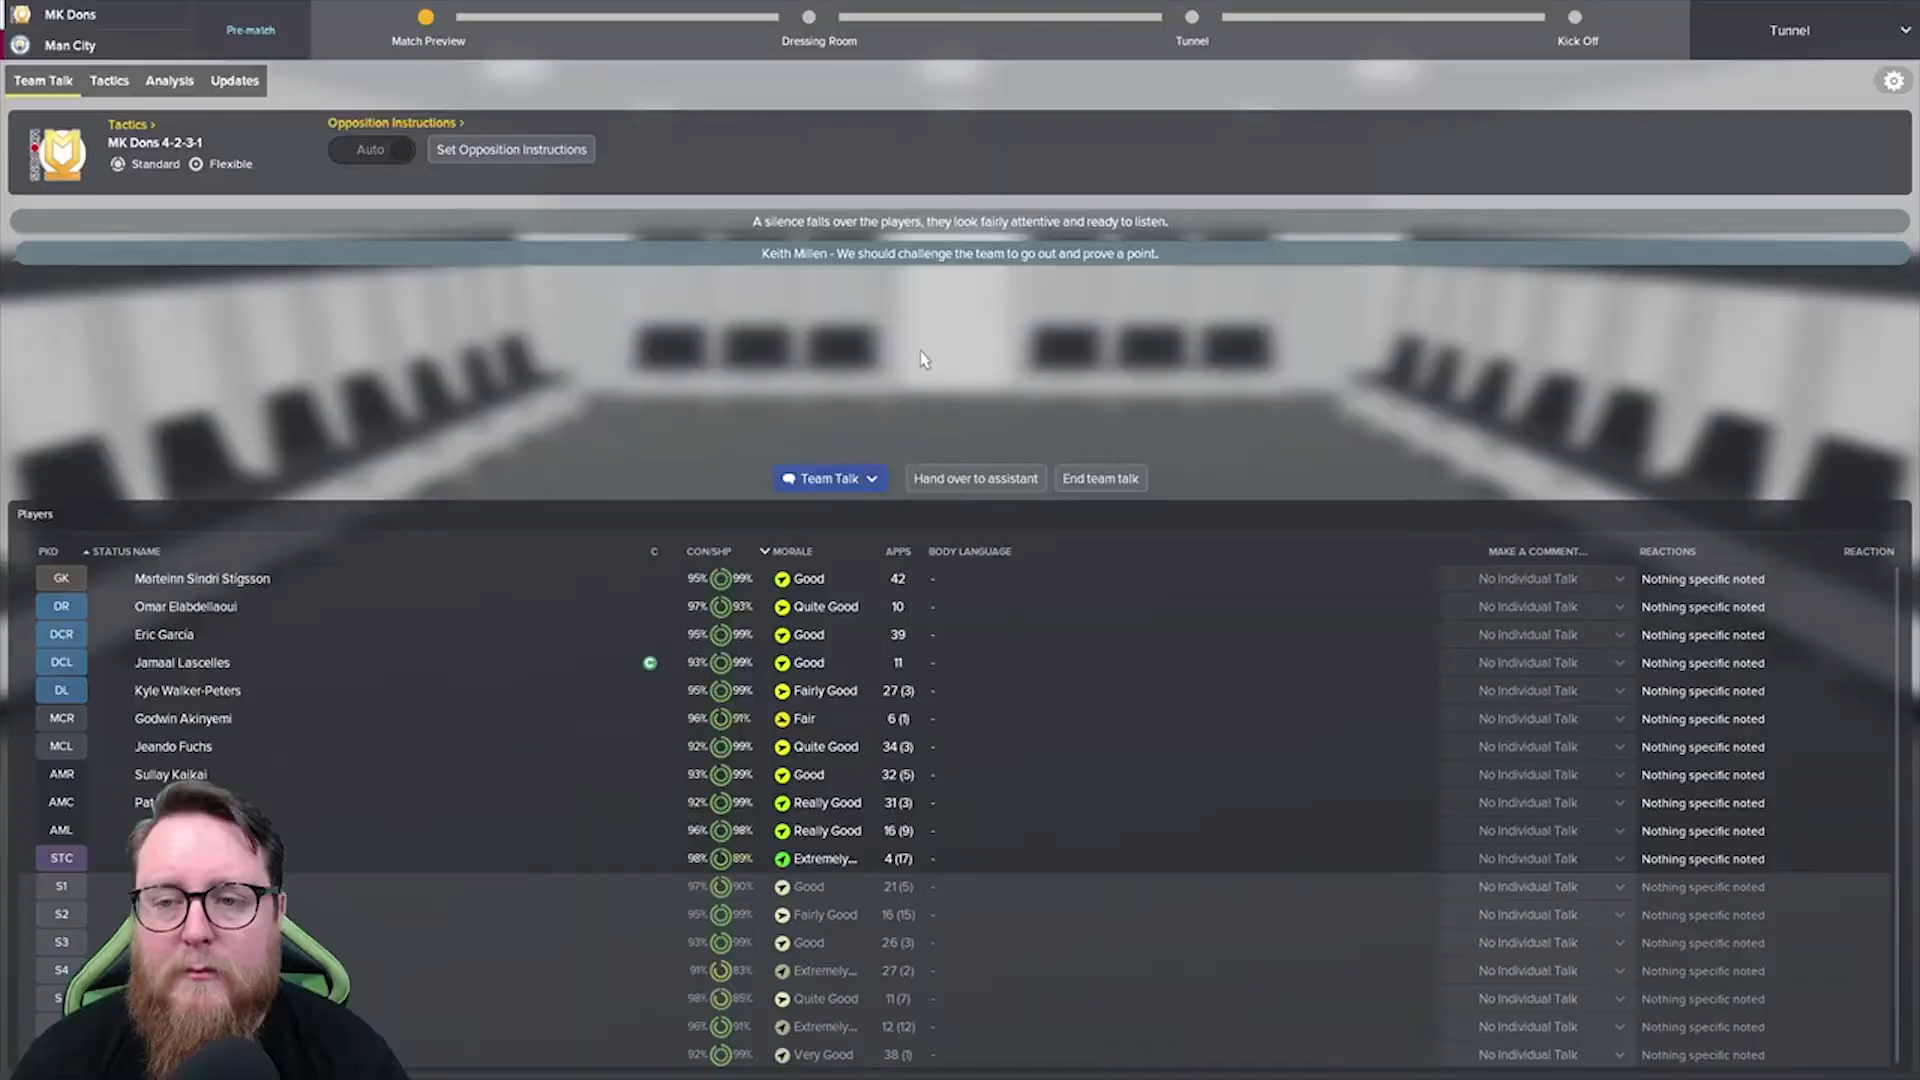 MK Dons
Man City
Pre-match
Match Preview
Dressing Room
Tunnel
Kick Off
Tunnel
Team Talk Tactics Analysis Updates
Tactics >
MK Dons 4-2-3-1
Standard Flexible
Opposition Instructions >
Auto Set Opposition Instructions
A silence falls over the players, they look fairly attentive and ready to listen.
Keith Millen - We should challenge the team to go out and prove a point.
Team Talk Hand over to assistant End team talk
Players
PKD STATUS NAME C CON/SHP MORALE APPS BODY LANGUAGE MAKE A COMMENT... REACTIONS REACTION
GK Marteinn Sindri Stigsson 95% 99% Good 42 - No Individual Talk Nothing specific noted
DR Omar Elabdellaoui 97% 93% Quite Good 10 - No Individual Talk Nothing specific noted
DCR Eric García 95% 99% Good 39 - No Individual Talk Nothing specific noted
DCL Jamaal Lascelles C 93% 99% Good 11 - No Individual Talk Nothing specific noted
DL Kyle Walker-Peters 95% 99% Fairly Good 27 (3) - No Individual Talk Nothing specific noted
MCR Godwin Akinyemi 96% 91% Fair 6 (1) - No Individual Talk Nothing specific noted
MCL Jeando Fuchs 92% 99% Quite Good 34 (3) - No Individual Talk Nothing specific noted
AMR Sullay Kaikai 93% 99% Good 32 (5) - No Individual Talk Nothing specific noted
AMC Pat 92% 99% Really Good 31 (3) - No Individual Talk Nothing specific noted
AML 96% 98% Really Good 16 (9) - No Individual Talk Nothing specific noted
STC 98% 89% Extremely... 4 (17) - No Individual Talk Nothing specific noted
S1 97% 90% Good 21 (5) - No Individual Talk Nothing specific noted
S2 95% 99% Fairly Good 16 (15) - No Individual Talk Nothing specific noted
S3 93% 99% Good 26 (3) - No Individual Talk Nothing specific noted
S4 91% 83% Extremely... 27 (2) - No Individual Talk Nothing specific noted
S 98% 85% Quite Good 11 (7) - No Individual Talk Nothing specific noted
96% 91% Extremely... 12 (12) - No Individual Talk Nothing specific noted
92% 99% Very Good 38 (1) - No Individual Talk Nothing specific noted